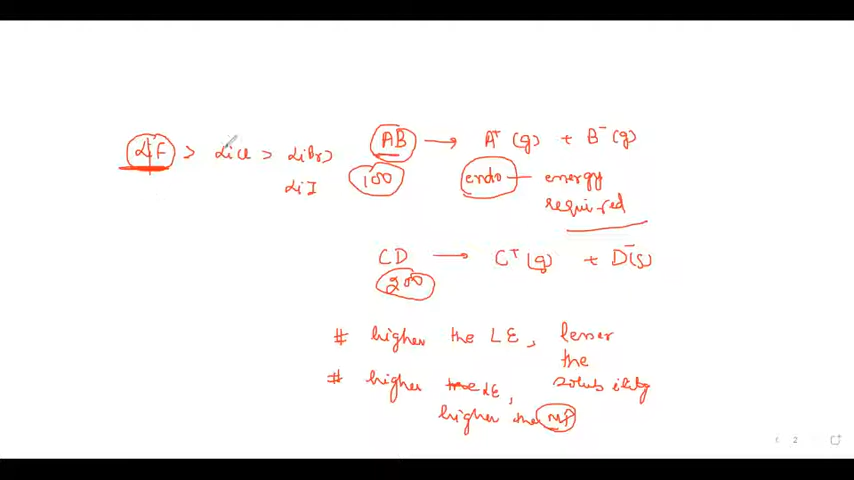 LiF > LiCl > LiBr >
LiI
AB → A⁺ (g) + B⁻ (g)
100
endo — energy
required
CD → C⁺ (g) + D⁻ (g)
200
# higher the LE, lesser
the
solubility
# higher LE,
higher the MP
2